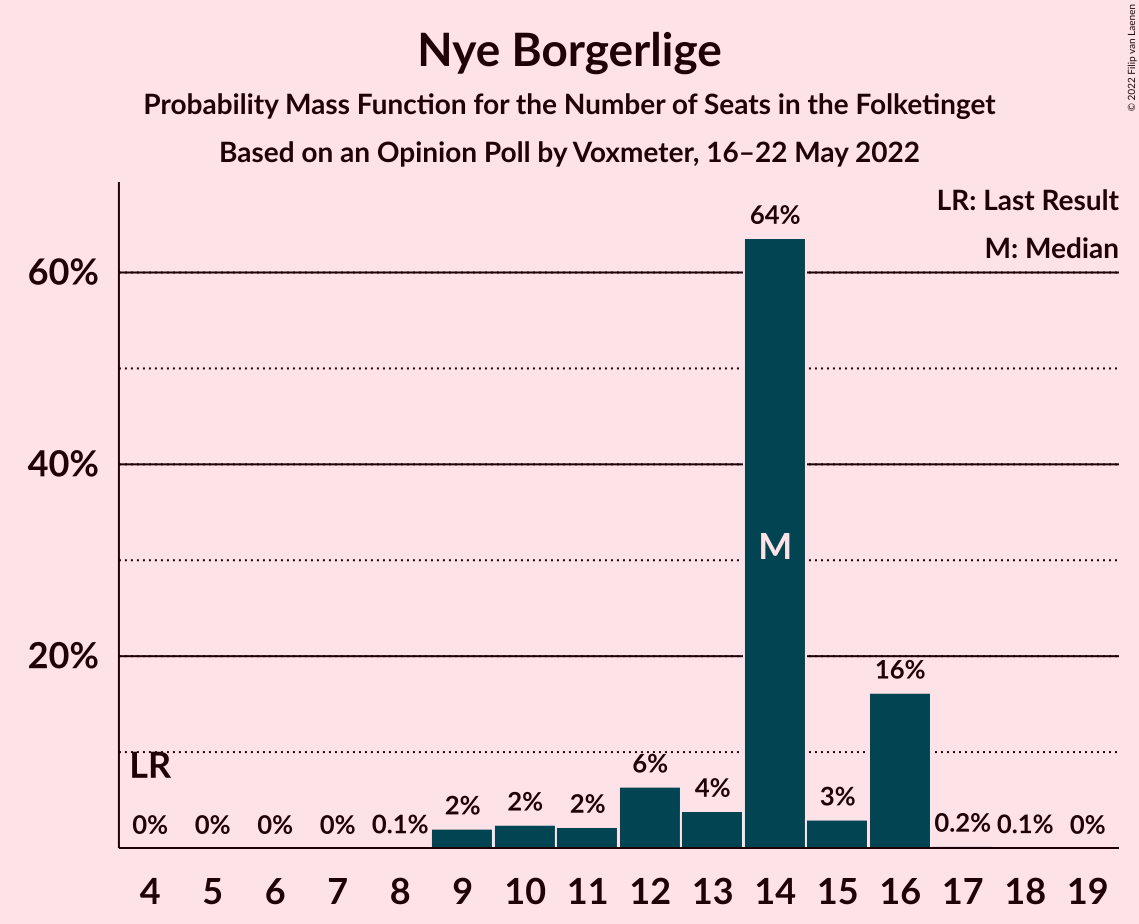 Nye Borgerlige
Probability Mass Function for the Number of Seats in the Folketinget
Based on an Opinion Poll by Voxmeter, 16–22 May 2022
© 2022 Filip van Laenen
LR: Last Result
M: Median
64%
60%
M
40%
20%
16%
LR
6%
4%
3%
2%
2%
2%
0%
0%
0%
0%
0.1%
0.2%
0.1%
0%
4 5 6 7 8 9 10 11 12 13 14 15 16 17 18 19